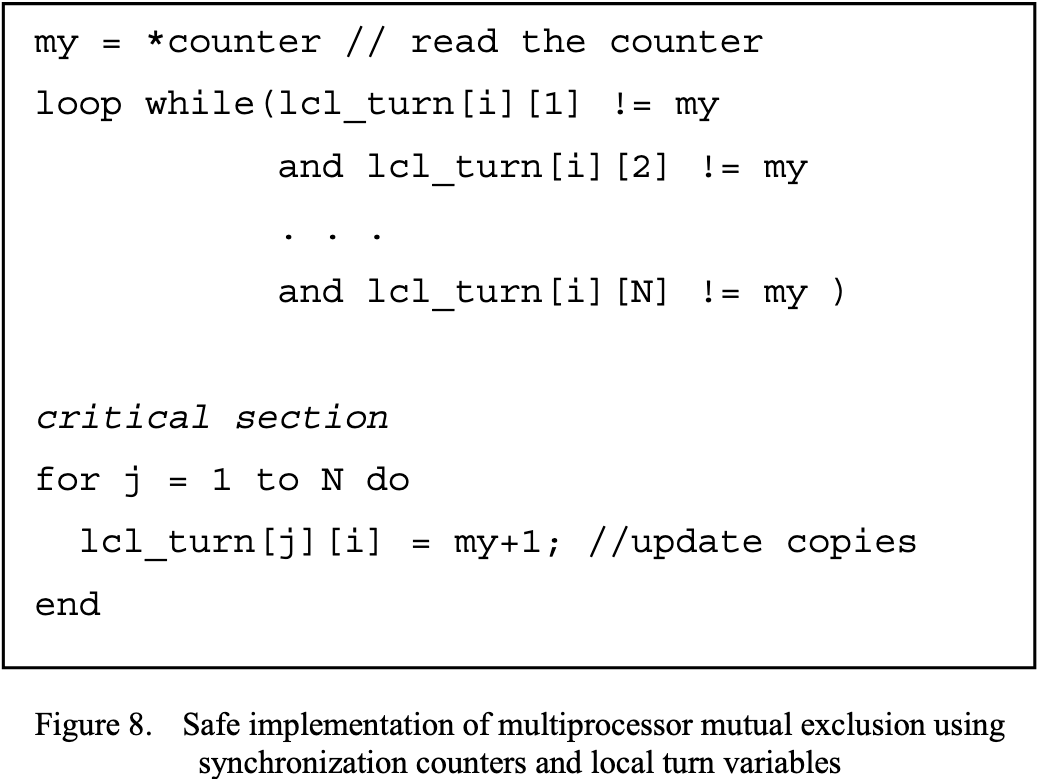 my = *counter // read the counter
loop while(lcl_turn[i][1] != my
and lcl_turn[i][2] != my
. . .
and lcl_turn[i][N] != my )
critical section
for j = 1 to N do
lcl_turn[j][i] = my+1; //update copies
end
Figure 8. Safe implementation of multiprocessor mutual exclusion using
synchronization counters and local turn variables